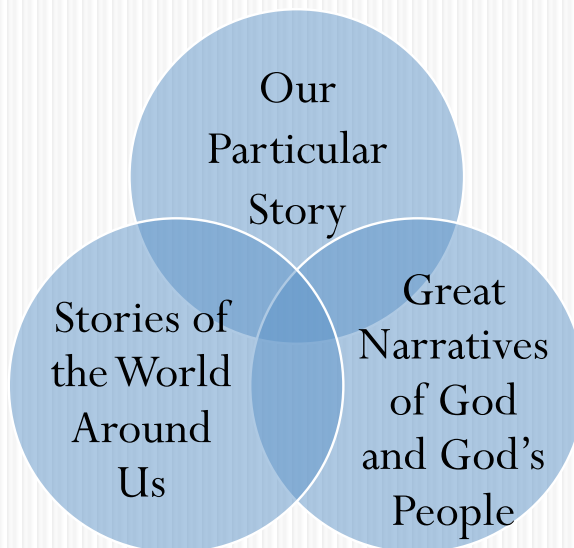 Our
Particular
Story
Stories of
the World
Around
Us
Great
Narratives
of God
and God’s
People